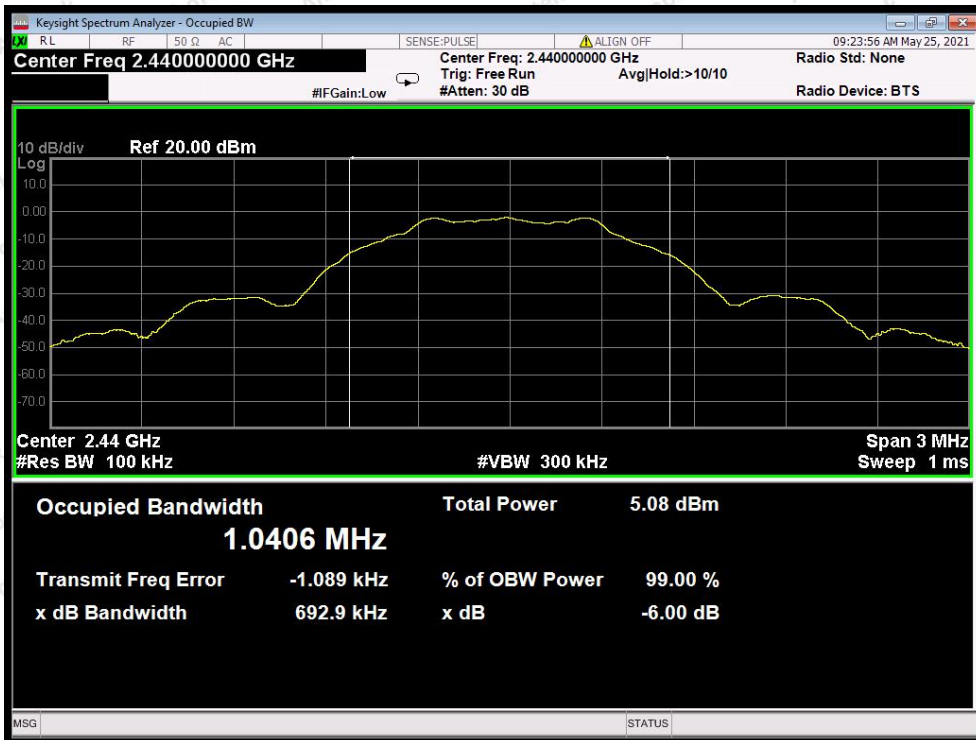 Keysight Spectrum Analyzer - Occupied BW
LXI RL RF 50 Ω AC SENSE:PULSE ALIGN OFF 09:23:56 AM May 25, 2021
Center Freq 2.440000000 GHz Center Freq: 2.440000000 GHz Radio Std: None
Trig: Free Run Avg|Hold:>10/10
#IFGain:Low #Atten: 30 dB Radio Device: BTS
10 dB/div Ref 20.00 dBm
Log
10.0
0.00
-10.0
-20.0
-30.0
-40.0
-50.0
-60.0
-70.0
Center 2.44 GHz Span 3 MHz
#Res BW 100 kHz #VBW 300 kHz Sweep 1 ms
Occupied Bandwidth Total Power 5.08 dBm
1.0406 MHz
Transmit Freq Error -1.089 kHz % of OBW Power 99.00 %
x dB Bandwidth 692.9 kHz x dB -6.00 dB
MSG STATUS